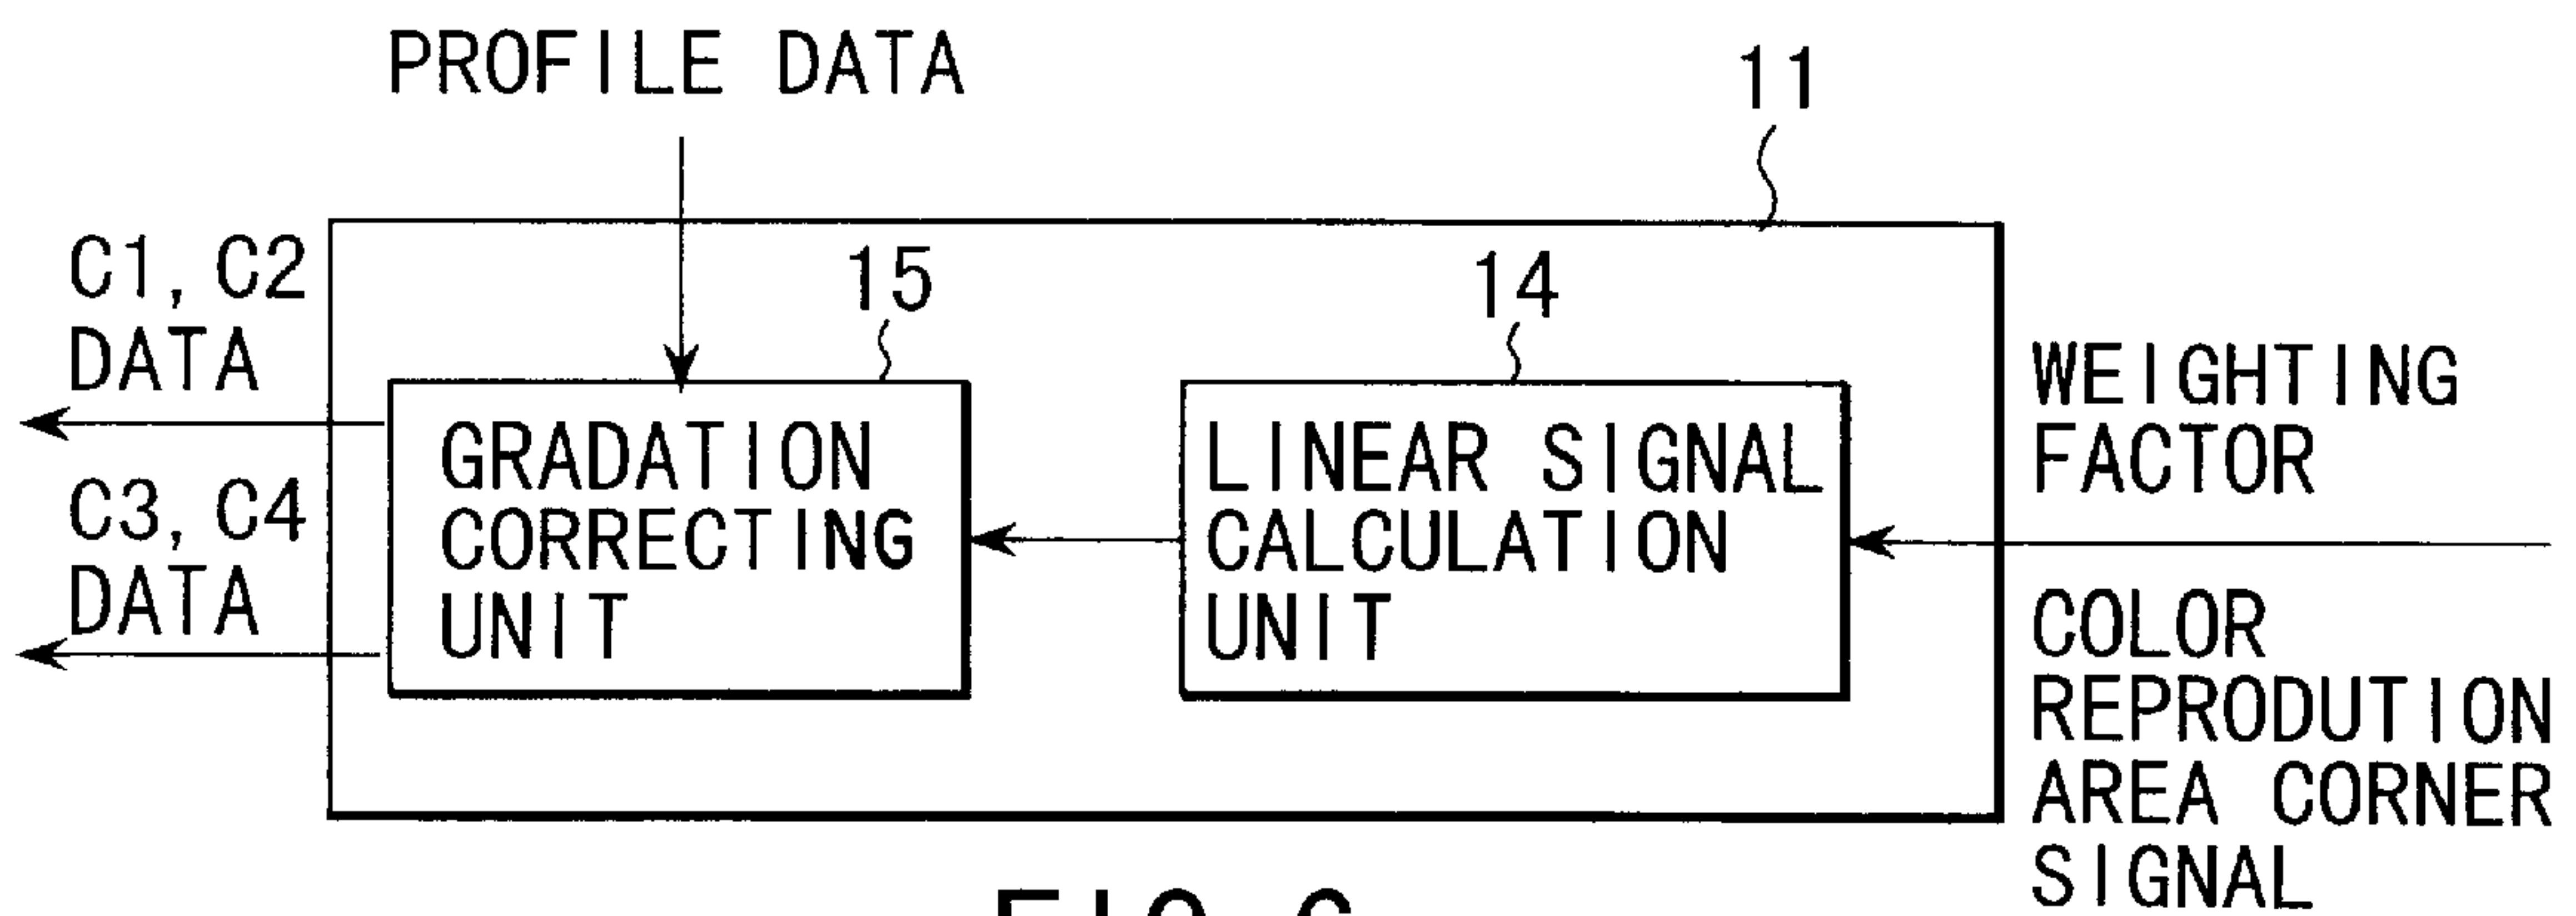 PROFILE DATA
11
C1, C2
DATA
15
14
WEIGHTING
FACTOR
GRADATION
CORRECTING
UNIT
LINEAR SIGNAL
CALCULATION
UNIT
C3, C4
DATA
COLOR
REPRODUTION
AREA CORNER
SIGNAL